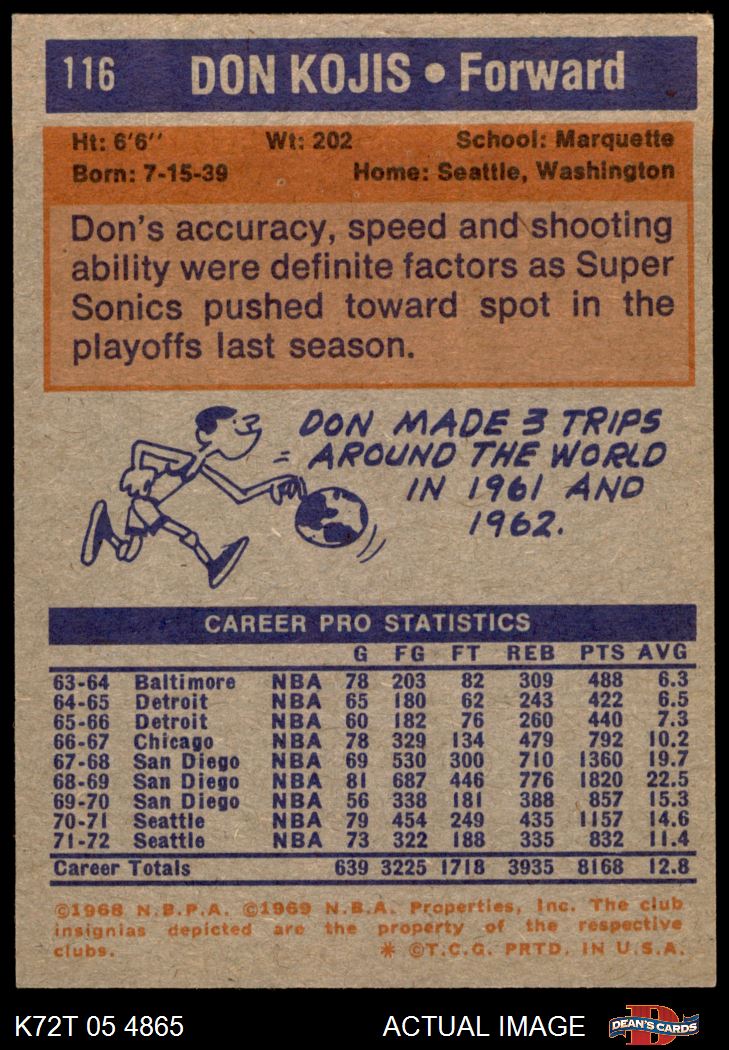 116 DON KOJIS • Forward
Ht: 6'6'' Wt: 202 School: Marquette
Born: 7-15-39 Home: Seattle, Washington
Don's accuracy, speed and shooting
ability were definite factors as Super
Sonics pushed toward spot in the
playoffs last season.
DON MADE 3 TRIPS
AROUND THE WORLD
IN 1961 AND
1962.
CAREER PRO STATISTICS
G FG FT REB PTS AVG
63-64 Baltimore NBA 78 203 82 309 488 6.3
64-65 Detroit NBA 65 180 62 243 422 6.5
65-66 Detroit NBA 60 182 76 260 440 7.3
66-67 Chicago NBA 78 329 134 479 792 10.2
67-68 San Diego NBA 69 530 300 710 1360 19.7
68-69 San Diego NBA 81 687 446 776 1820 22.5
69-70 San Diego NBA 56 338 181 388 857 15.3
70-71 Seattle NBA 79 454 249 435 1157 14.6
71-72 Seattle NBA 73 322 188 335 832 11.4
Career Totals 639 3225 1718 3935 8168 12.8
©1968 N.B.P.A. ©1969 N.B.A. Properties, Inc. The club
insignias depicted are the property of the respective
clubs. * ©T.C.G. PRTD. IN U.S.A.
K72T 05 4865 ACTUAL IMAGE D DEAN'S CARDS